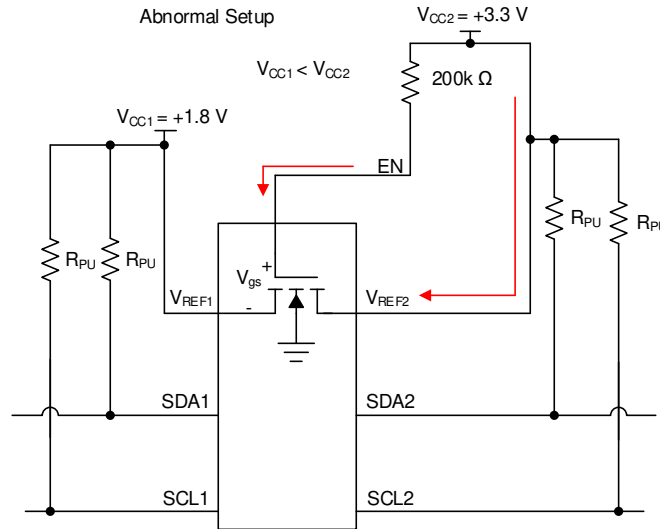 Abnormal Setup
VCC2 = +3.3 V
VCC1 < VCC2
200k Ω
VCC1 = +1.8 V
EN
RPU
RPU
RPU
RPU
Vgs
+
-
VREF1
VREF2
SDA1
SDA2
SCL1
SCL2